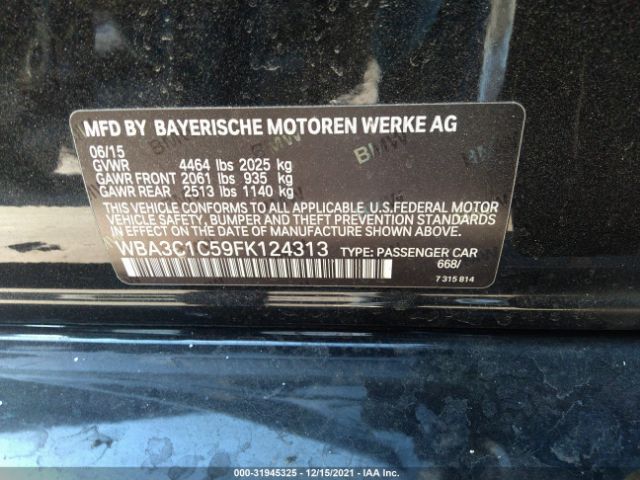 MFD BY BAYERISCHE MOTOREN WERKE AG
06/15
GVWR 4464 lbs 2025 kg
GAWR FRONT 2061 lbs 935 kg
GAWR REAR 2513 lbs 1140 kg
THIS VEHICLE CONFORMS TO ALL APPLICABLE U.S.FEDERAL MOTOR
VEHICLE SAFETY, BUMPER AND THEFT PREVENTION STANDARDS
IN EFFECT ON THE DATE OF MANUFACTURE SHOWN ABOVE.
WBA3C1C59FK124313 TYPE: PASSENGER CAR
668/
7 315 814
BMW
BMW
000-31945325 - 12/15/2021 - IAA Inc.